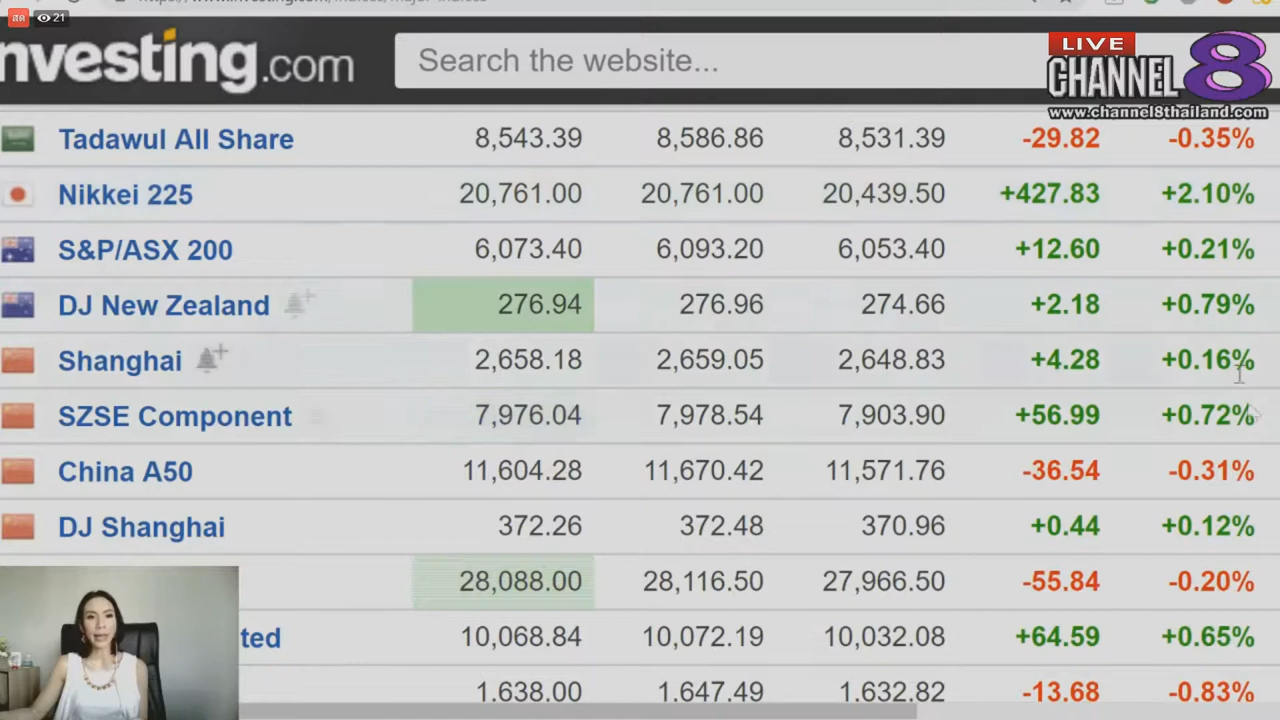 สด 21
nvesting.com Search the website...
LIVE
CHANNEL 8
www.channel8thailand.com
Tadawul All Share 8,543.39 8,586.86 8,531.39 -29.82 -0.35%
Nikkei 225 20,761.00 20,761.00 20,439.50 +427.83 +2.10%
S&P/ASX 200 6,073.40 6,093.20 6,053.40 +12.60 +0.21%
DJ New Zealand 276.94 276.96 274.66 +2.18 +0.79%
Shanghai 2,658.18 2,659.05 2,648.83 +4.28 +0.16%
SZSE Component 7,976.04 7,978.54 7,903.90 +56.99 +0.72%
China A50 11,604.28 11,670.42 11,571.76 -36.54 -0.31%
DJ Shanghai 372.26 372.48 370.96 +0.44 +0.12%
28,088.00 28,116.50 27,966.50 -55.84 -0.20%
ted 10,068.84 10,072.19 10,032.08 +64.59 +0.65%
1.638.00 1.647.49 1.632.82 -13.68 -0.83%